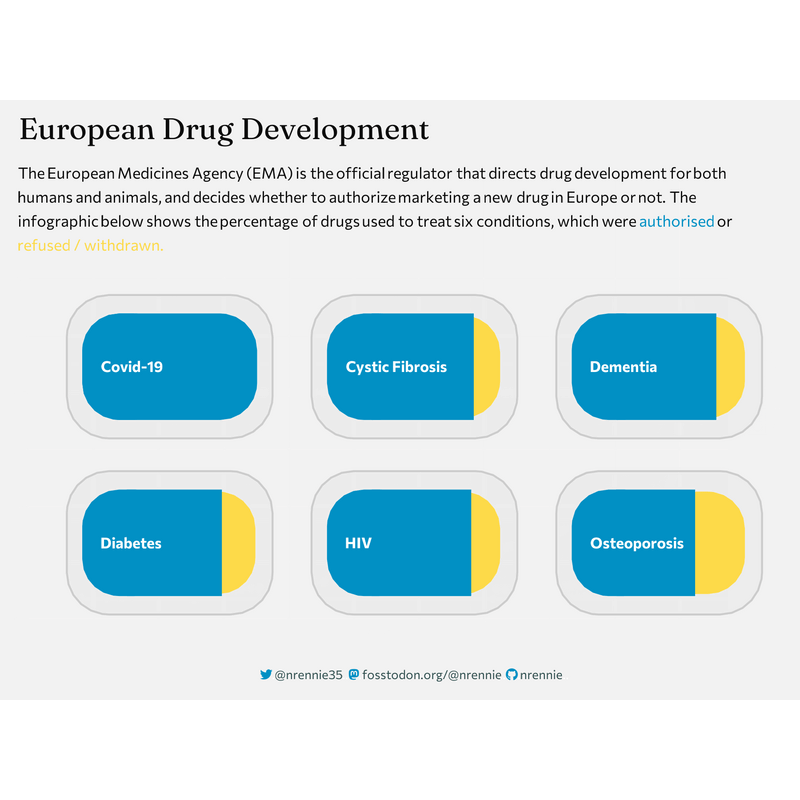 European Drug Development
The European Medicines Agency (EMA) is the official regulator that directs drug development for both
humans and animals, and decides whether to authorize marketing a new drug in Europe or not. The
infographic below shows the percentage of drugs used to treat six conditions, which were authorised or
refused / withdrawn.
Covid-19
Cystic Fibrosis
Dementia
Diabetes
HIV
Osteoporosis
@nrennie35 fosstodon.org/@nrennie nrennie